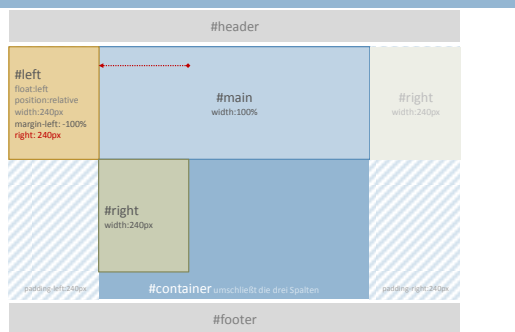 #header
#left
float:left
position:relative
width:240px
margin-left: -100%
right: 240px
#main
width:100%
#right
width:240px
#right
width:240px
padding-left:240px
#container umschließt die drei Spalten
padding-right:240px
#footer